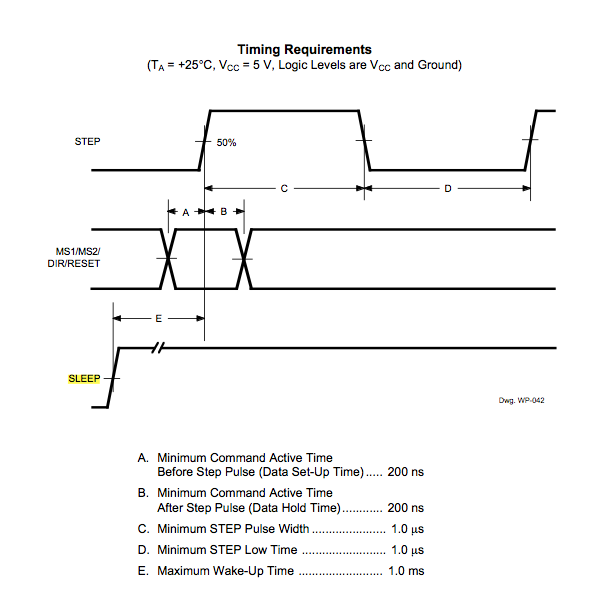 Timing Requirements
(TA = +25°C, VCC = 5 V, Logic Levels are VCC and Ground)
STEP
50%
C
D
A
B
MS1/MS2/
DIR/RESET
E
SLEEP
Dwg. WP-042
A. Minimum Command Active Time
Before Step Pulse (Data Set-Up Time)..... 200 ns
B. Minimum Command Active Time
After Step Pulse (Data Hold Time)............ 200 ns
C. Minimum STEP Pulse Width ...................... 1.0 μs
D. Minimum STEP Low Time ......................... 1.0 μs
E. Maximum Wake-Up Time ......................... 1.0 ms